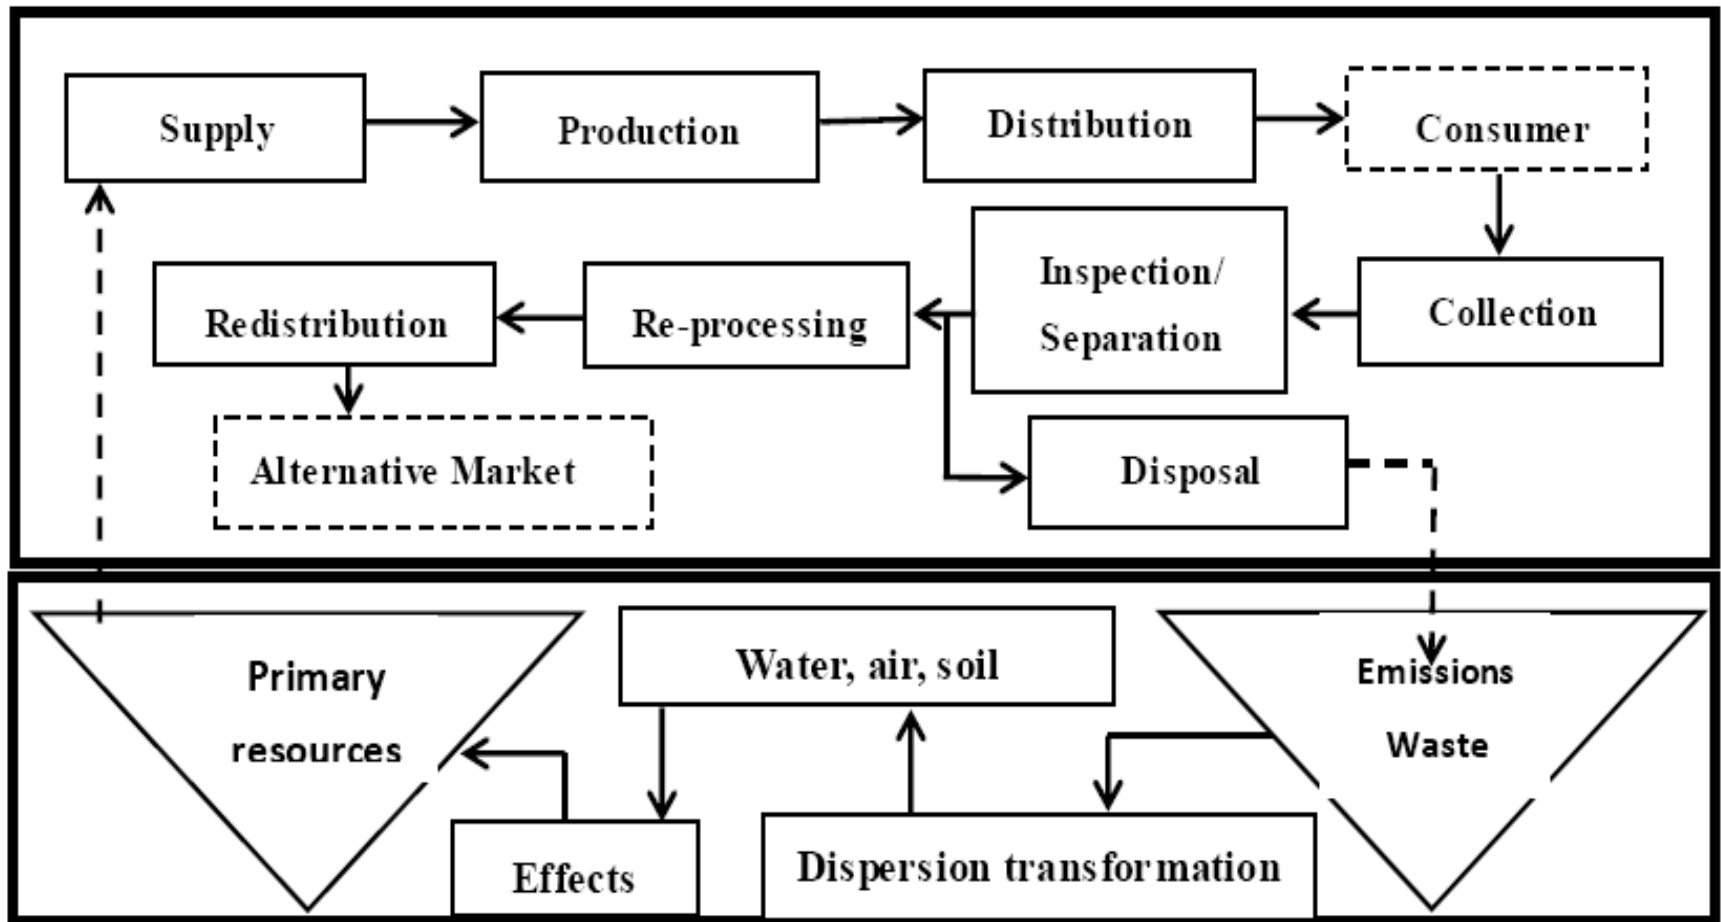 Supply
Production
Distribution
Consumer
Redistribution
Re-processing
Inspection/
Separation
Collection
Alternative Market
Disposal
Primary
resources
Water, air, soil
Emissions
Waste
Effects
Dispersion transformation